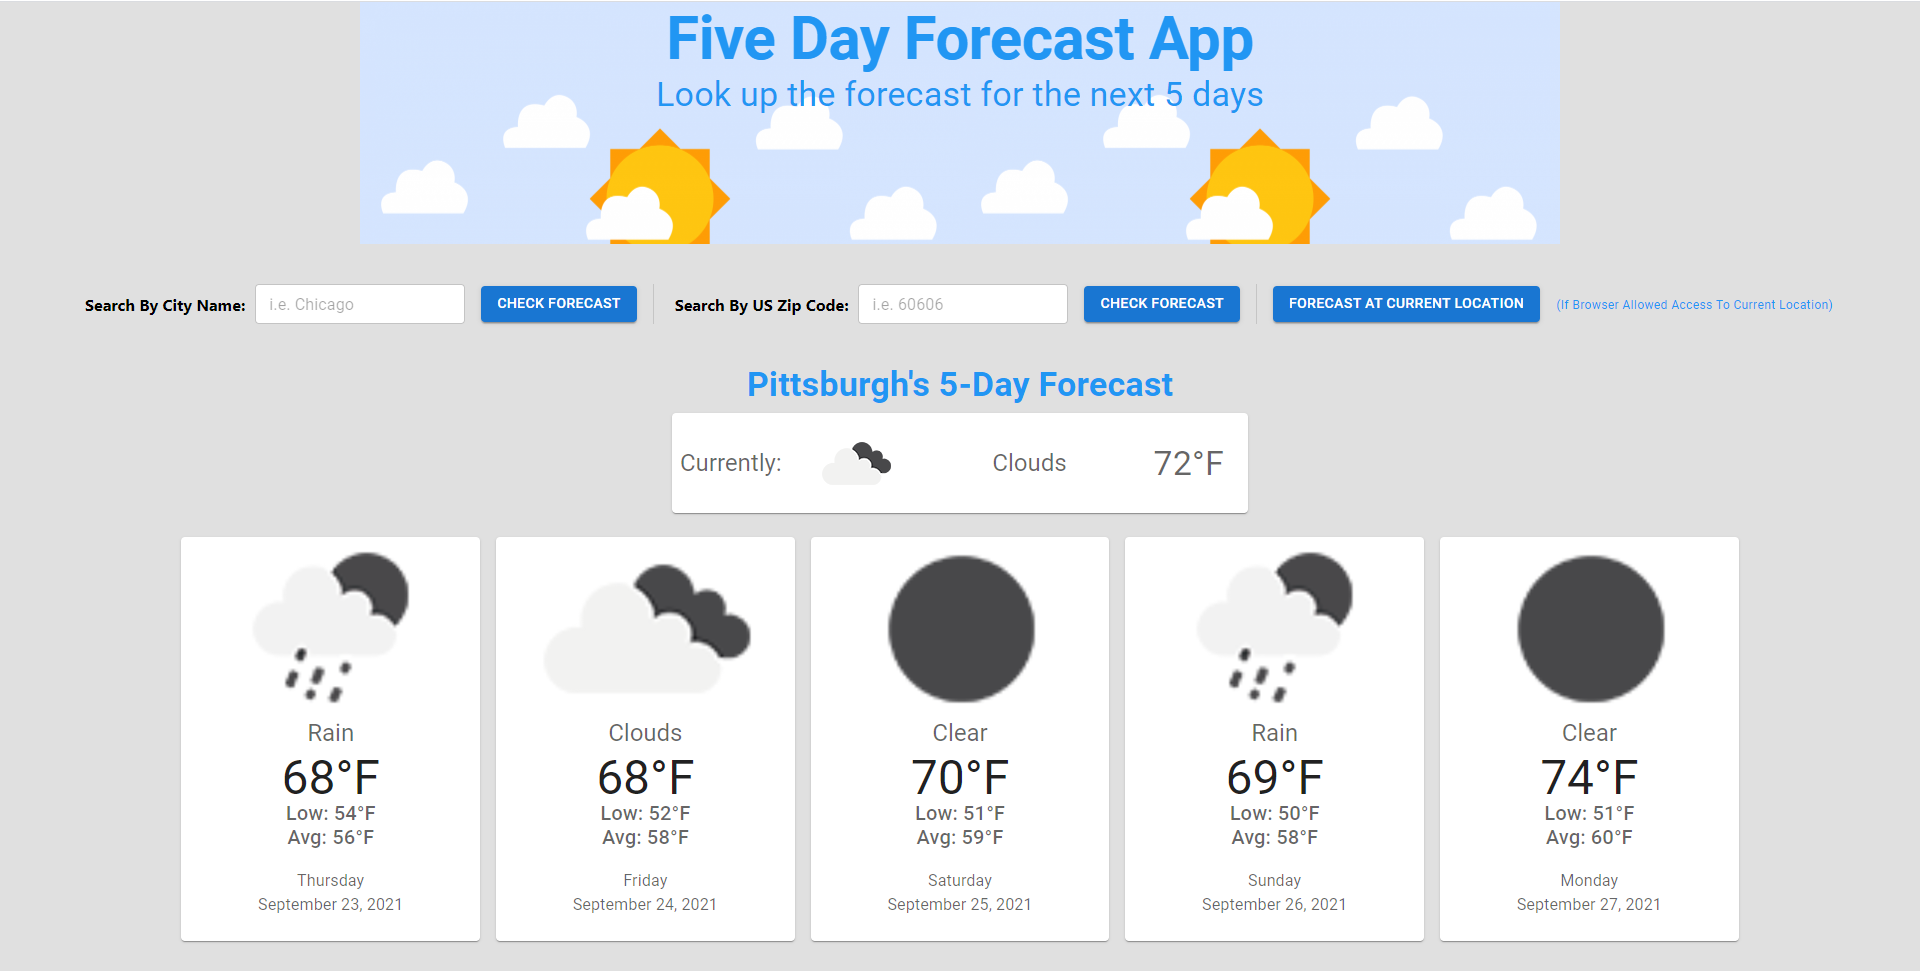 Five Day Forecast App
Look up the forecast for the next 5 days
Search By City Name: i.e. Chicago CHECK FORECAST Search By US Zip Code: i.e. 60606 CHECK FORECAST FORECAST AT CURRENT LOCATION (If Browser Allowed Access To Current Location)
Pittsburgh's 5-Day Forecast
Currently: Clouds 72°F
Rain
68°F
Low: 54°F
Avg: 56°F
Thursday
September 23, 2021
Clouds
68°F
Low: 52°F
Avg: 58°F
Friday
September 24, 2021
Clear
70°F
Low: 51°F
Avg: 59°F
Saturday
September 25, 2021
Rain
69°F
Low: 50°F
Avg: 58°F
Sunday
September 26, 2021
Clear
74°F
Low: 51°F
Avg: 60°F
Monday
September 27, 2021